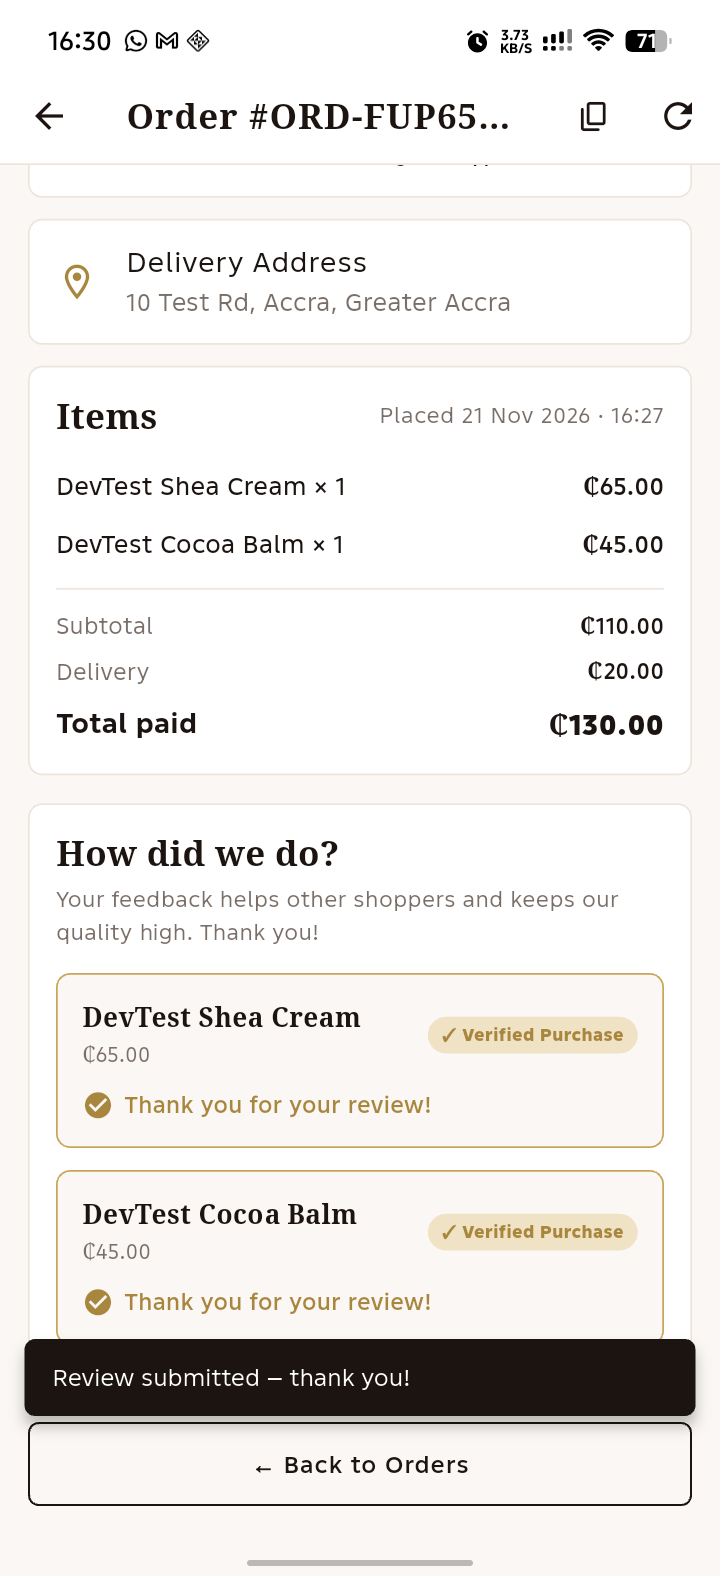 16:30
3.73
KB/S
71
Order #ORD-FUP65...
Delivery Address
10 Test Rd, Accra, Greater Accra
Items
Placed 21 Nov 2026 · 16:27
DevTest Shea Cream × 1
₵65.00
DevTest Cocoa Balm × 1
₵45.00
Subtotal
₵110.00
Delivery
₵20.00
Total paid
₵130.00
How did we do?
Your feedback helps other shoppers and keeps our
quality high. Thank you!
DevTest Shea Cream
₵65.00
✓ Verified Purchase
Thank you for your review!
DevTest Cocoa Balm
₵45.00
✓ Verified Purchase
Thank you for your review!
Review submitted — thank you!
← Back to Orders